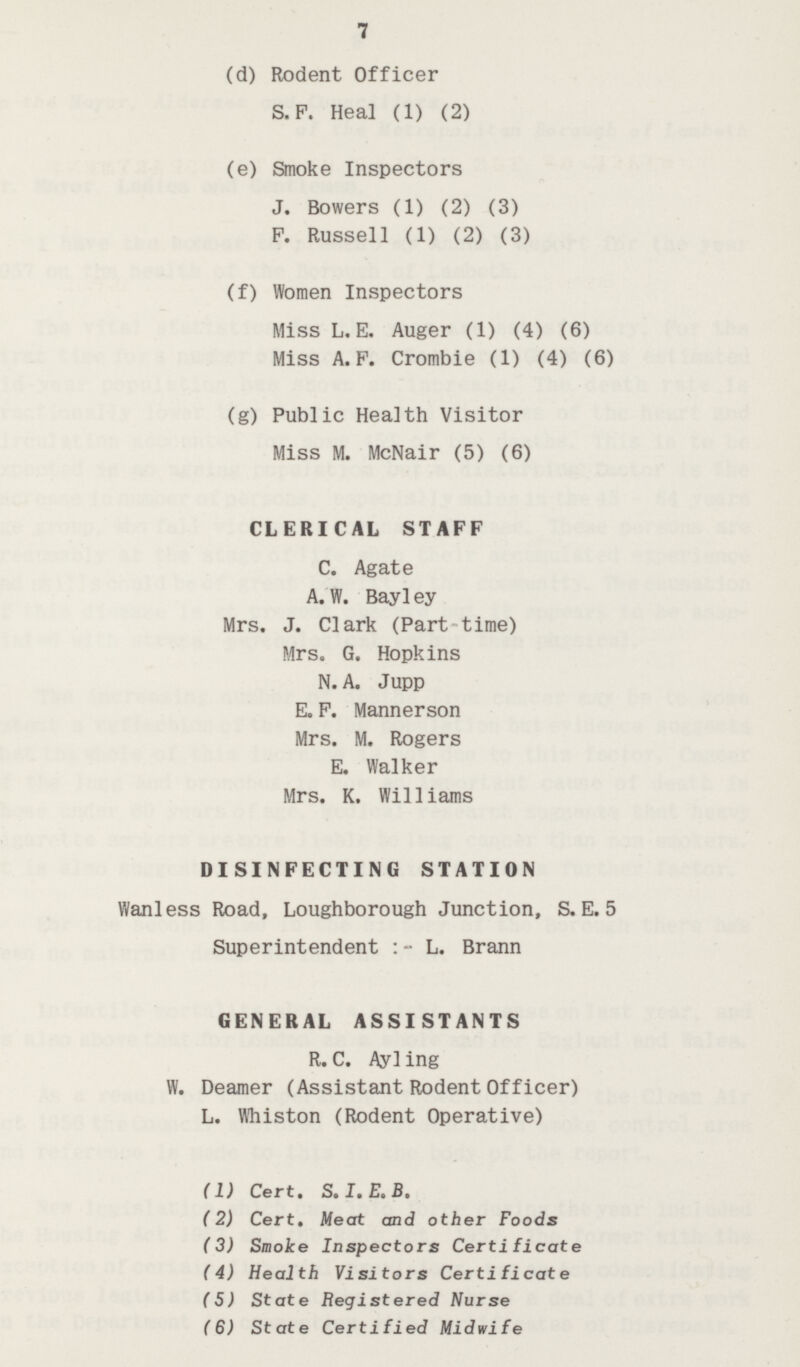 7
(d) Rodent Officer
S.F. Heal (1) (2)
(e) Smoke Inspectors
J. Bowers (1) (2) (3)
F. Russell (1) (2) (3)
(f) Women Inspectors
Miss L.E. Auger (1) (4) (6)
Miss A.F. Crombie (1) (4) (6)
(g) Public Health Visitor
Miss M. McNair (5) (6)
CLERICAL STAFF
C. Agate
A.W. Bayley
Mrs. J. Clark (Part-time)
Mrs. G. Hopkins
N.A. Jupp
E.F. Mannerson
Mrs. M. Rogers
E. Walker
Mrs. K. Williams
DISINFECTING STATION
Wanless Road, Loughborough Junction, S.E.5
Superintendent :- L. Brann
GENERAL ASSISTANTS
R.C. Ayling
W. Deamer (Assistant Rodent Officer)
L. Whiston (Rodent Operative)
(1) Cert. S.I.E.B.
(2) Cert. Meat and other Foods
(3) Smoke Inspectors Certificate
(4) Health Visitors Certificate
(5) State Registered Nurse
(6) State Certified Midwife